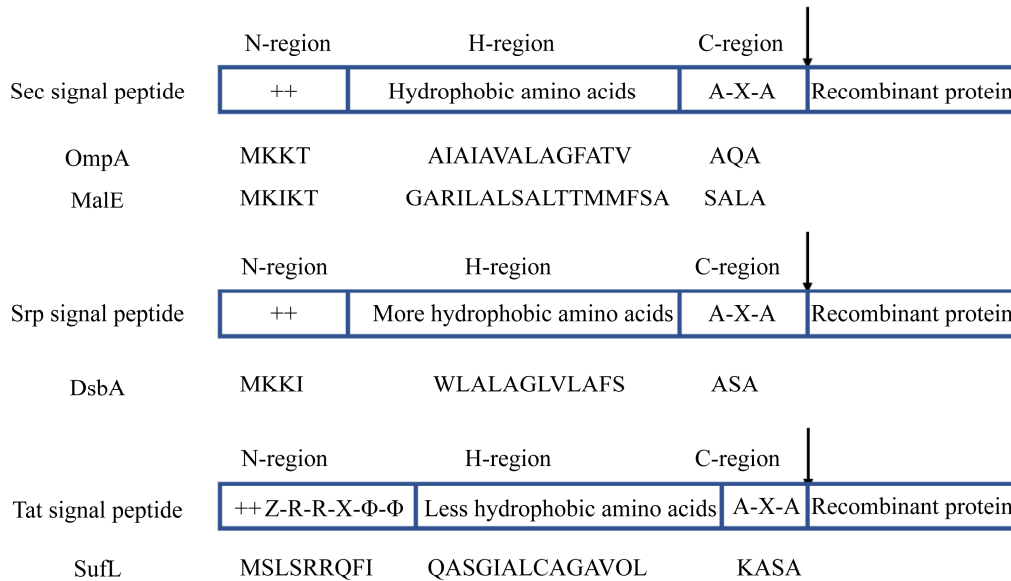 N-region H-region C-region
Sec signal peptide ++ Hydrophobic amino acids A-X-A Recombinant protein
OmpA MKKT AIAIAVALAGFATV AQA
MalE MKIKT GARILALSALTTMMFSA SALA
N-region H-region C-region
Srp signal peptide ++ More hydrophobic amino acids A-X-A Recombinant protein
DsbA MKKI WLALAGLVLAFS ASA
N-region H-region C-region
Tat signal peptide ++ Z-R-R-X-Φ-Φ Less hydrophobic amino acids A-X-A Recombinant protein
SufL MSLSRRQFI QASGIALCAGAVOL KASA